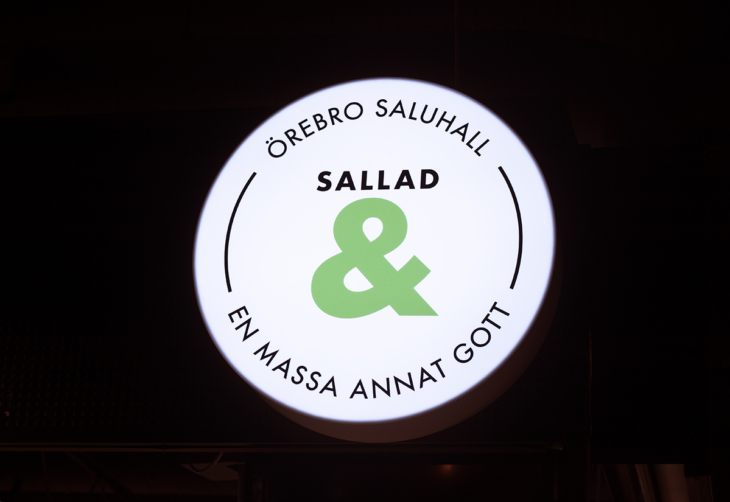 ÖREBRO SALUHALL
SALLAD
&
EN MASSA ANNAT GOTT